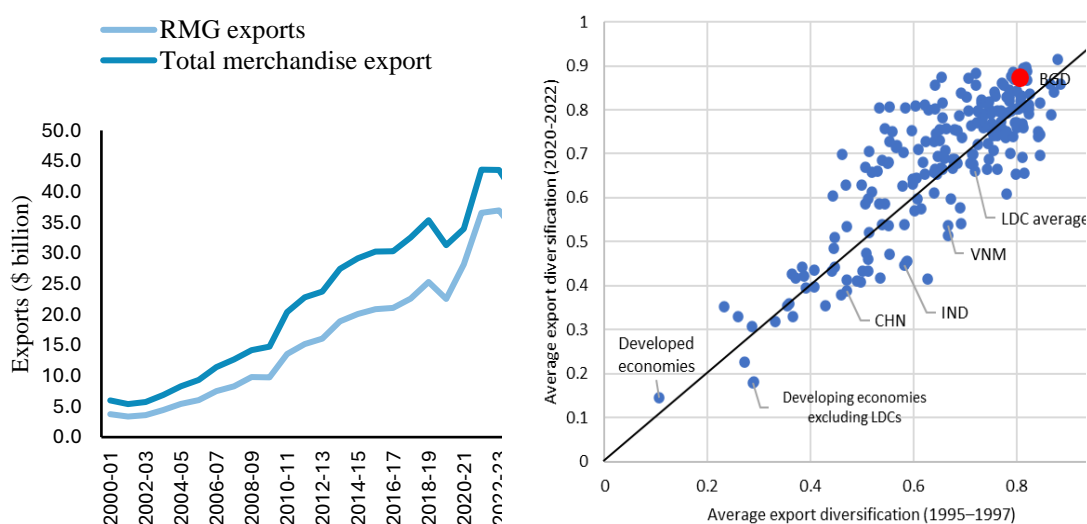 RMG exports
Total merchandise export
Exports ($ billion)
50.0
45.0
40.0
35.0
30.0
25.0
20.0
15.0
10.0
5.0
0.0
2000-01
2002-03
2004-05
2006-07
2008-09
2010-11
2012-13
2014-15
2016-17
2018-19
2020-21
2022-23
Average export diversification (2020-2022)
1
0.9
0.8
0.7
0.6
0.5
0.4
0.3
0.2
0.1
0
BGD
LDC average
VNM
IND
CHN
Developed
economies
Developing economies
excluding LDCs
0
0.2
0.4
0.6
0.8
Average export diversification (1995–1997)